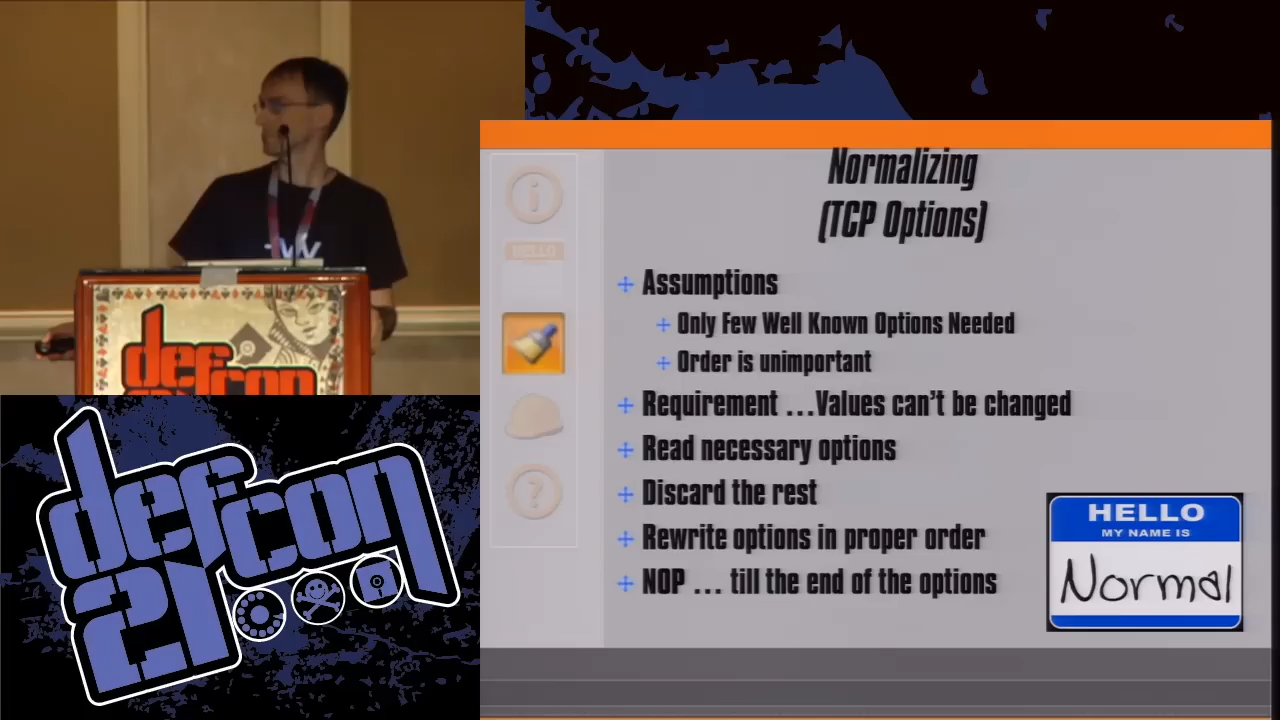 Normalizing
(TCP Options)
HELLO
Assumptions
Only Few Well Known Options Needed
Order is unimportant
Requirement ...Values can't be changed
Read necessary options
Discard the rest
Rewrite options in proper order
NOP ... till the end of the options
HELLO
MY NAME IS
Normal
defcon
defcon
21